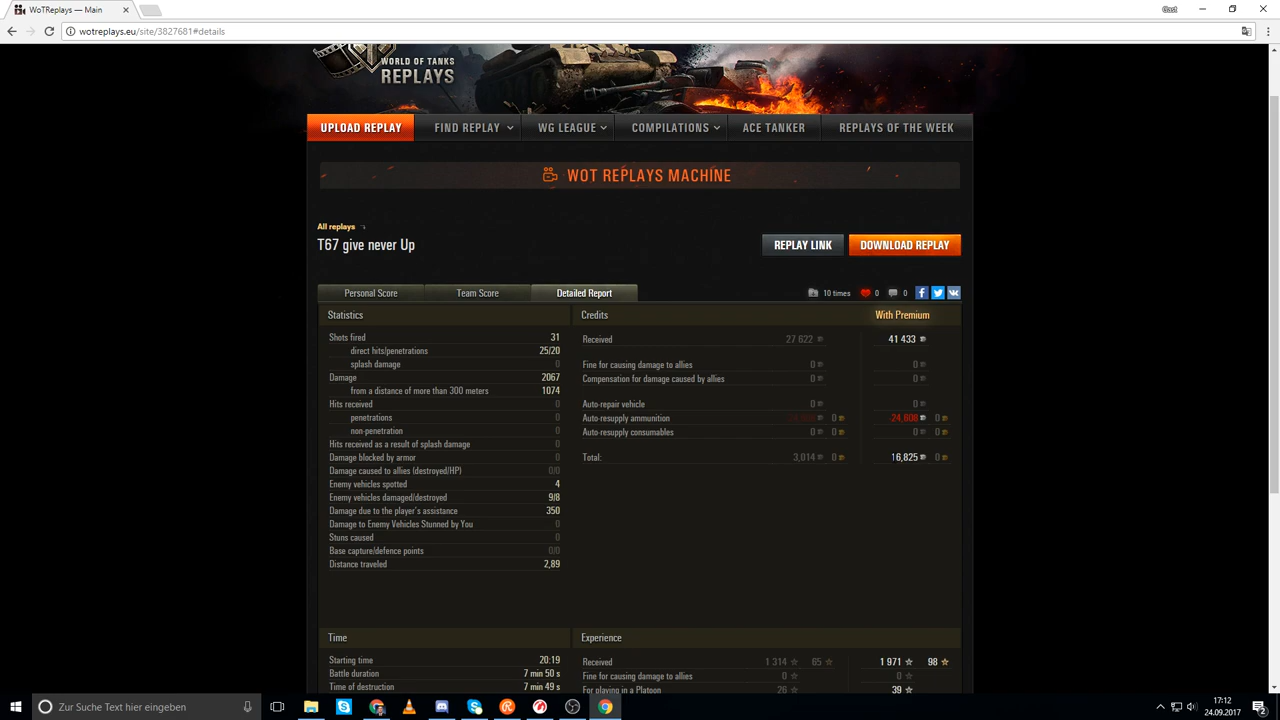 WoTReplays — Main
Gast
wotreplays.eu/site/3827681#details
WORLD OF TANKS
REPLAYS
UPLOAD REPLAY FIND REPLAY WG LEAGUE COMPILATIONS ACE TANKER REPLAYS OF THE WEEK
WOT REPLAYS MACHINE
All replays
T67 give never Up
REPLAY LINK DOWNLOAD REPLAY
Personal Score Team Score Detailed Report 10 times 0 0
Statistics Credits With Premium
Shots fired 31 Received 27 622 41 433
direct hits/penetrations 25/20
splash damage 0 Fine for causing damage to allies 0 0
Damage 2067 Compensation for damage caused by allies 0 0
from a distance of more than 300 meters 1074
Hits received 0 Auto-repair vehicle 0 0
penetrations 0 Auto-resupply ammunition 0 -24,608 0
non-penetration 0 Auto-resupply consumables 0 0 0 0
Hits received as a result of splash damage 0
Damage blocked by armor 0 Total: 3,014 0 16,825 0
Damage caused to allies (destroyed/HP) 0/0
Enemy vehicles spotted 4
Enemy vehicles damaged/destroyed 9/8
Damage due to the player's assistance 350
Damage to Enemy Vehicles Stunned by You 0
Stuns caused 0
Base capture/defence points 0/0
Distance traveled 2,89
Time Experience
Starting time 20:19 Received 1 314 65 1 971 98
Battle duration 7 min 50 s Fine for causing damage to allies 0 0
Time of destruction 7 min 49 s For playing in a Platoon 26 39
Zur Suche Text hier eingeben
17:12
24.09.2017
2